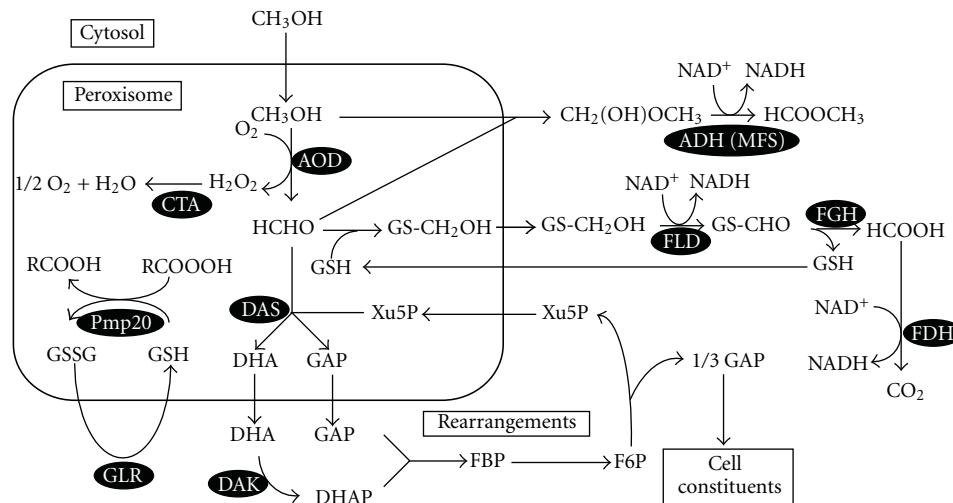 CH₃OH
Cytosol
Peroxisome
NAD⁺ NADH
CH₃OH
CH₂(OH)OCH₃
HCOOCH₃
O₂
ADH (MFS)
AOD
1/2 O₂ + H₂O
H₂O₂
CTA
NAD⁺ NADH
FGH
HCHO
GS-CH₂OH
GS-CH₂OH
GS-CHO
HCOOH
FLD
GSH
GSH
RCOOH
RCOOOH
NAD⁺
DAS
Xu5P
Xu5P
Pmp20
FDH
GSSG
GSH
DHA
GAP
1/3 GAP
NADH
CO₂
Rearrangements
DHA
GAP
FBP
F6P
GLR
DAK
DHAP
Cell
constituents